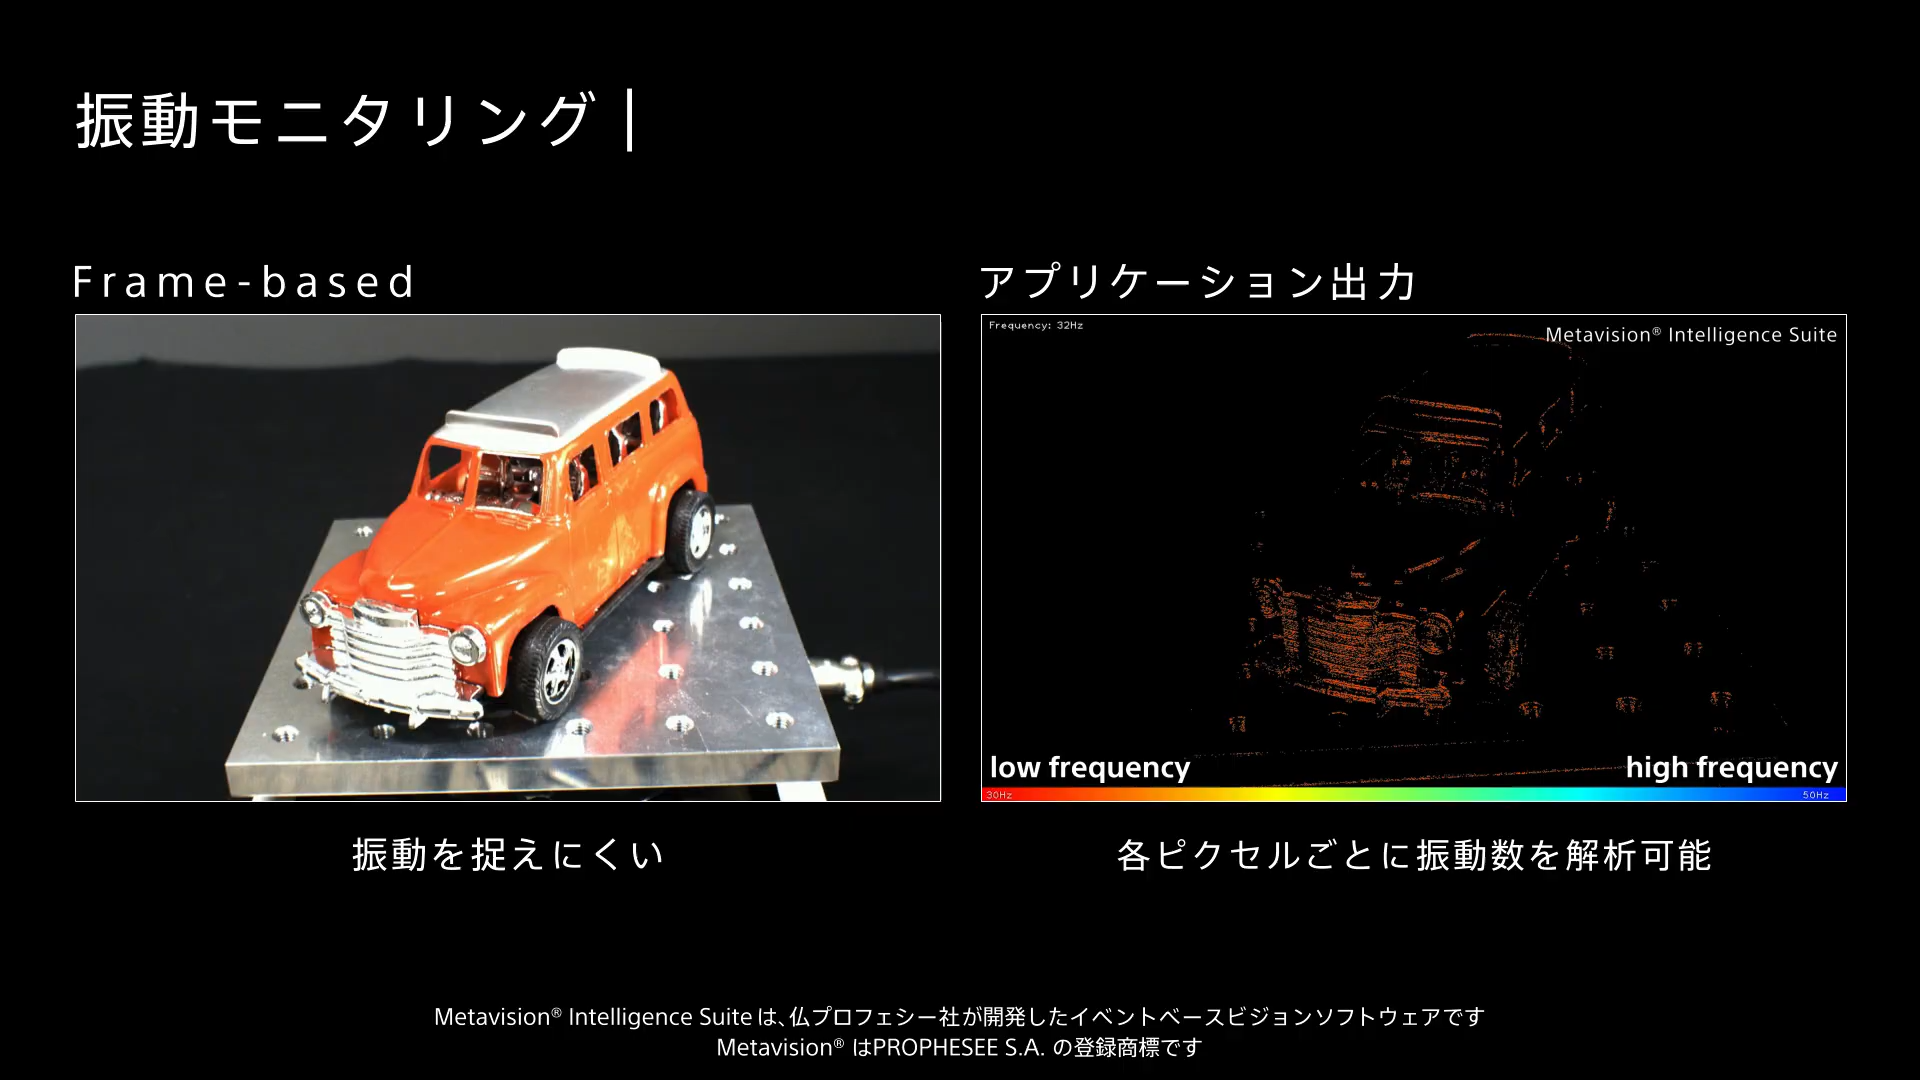 振動モニタリング|
Frame-based
アプリケーション出力
Frequency: 32Hz
Metavision® Intelligence Suite
low frequency
high frequency
30Hz
50Hz
振動を捉えにくい
各ピクセルごとに振動数を解析可能
Metavision® Intelligence Suite は、仏プロフェシー社が開発したイベントベースビジョンソフトウェアです
Metavision® はPROPHESEE S.A. の登録商標です